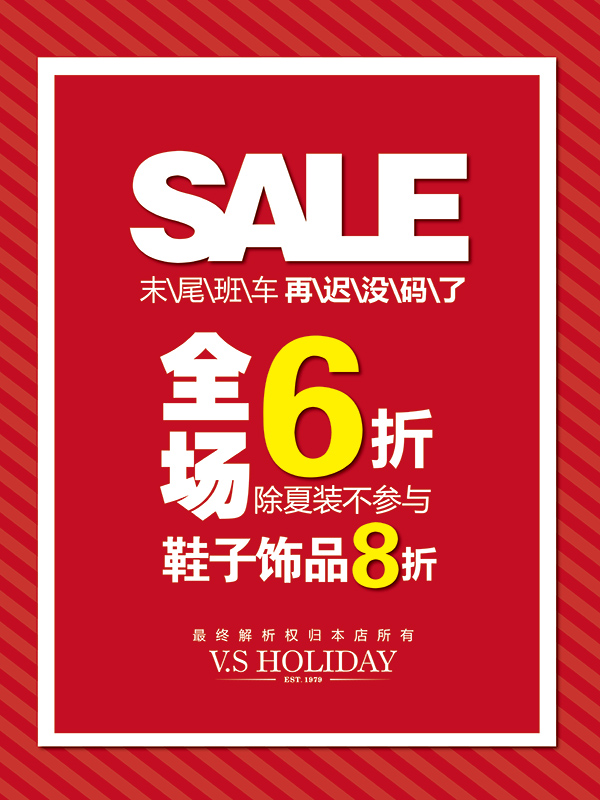 SALE
末\尾\班\车 再\迟\没\码\了
全场6折
除夏装不参与
鞋子饰品8折
最终解析权归本店所有
V.S HOLIDAY
EST. 1979